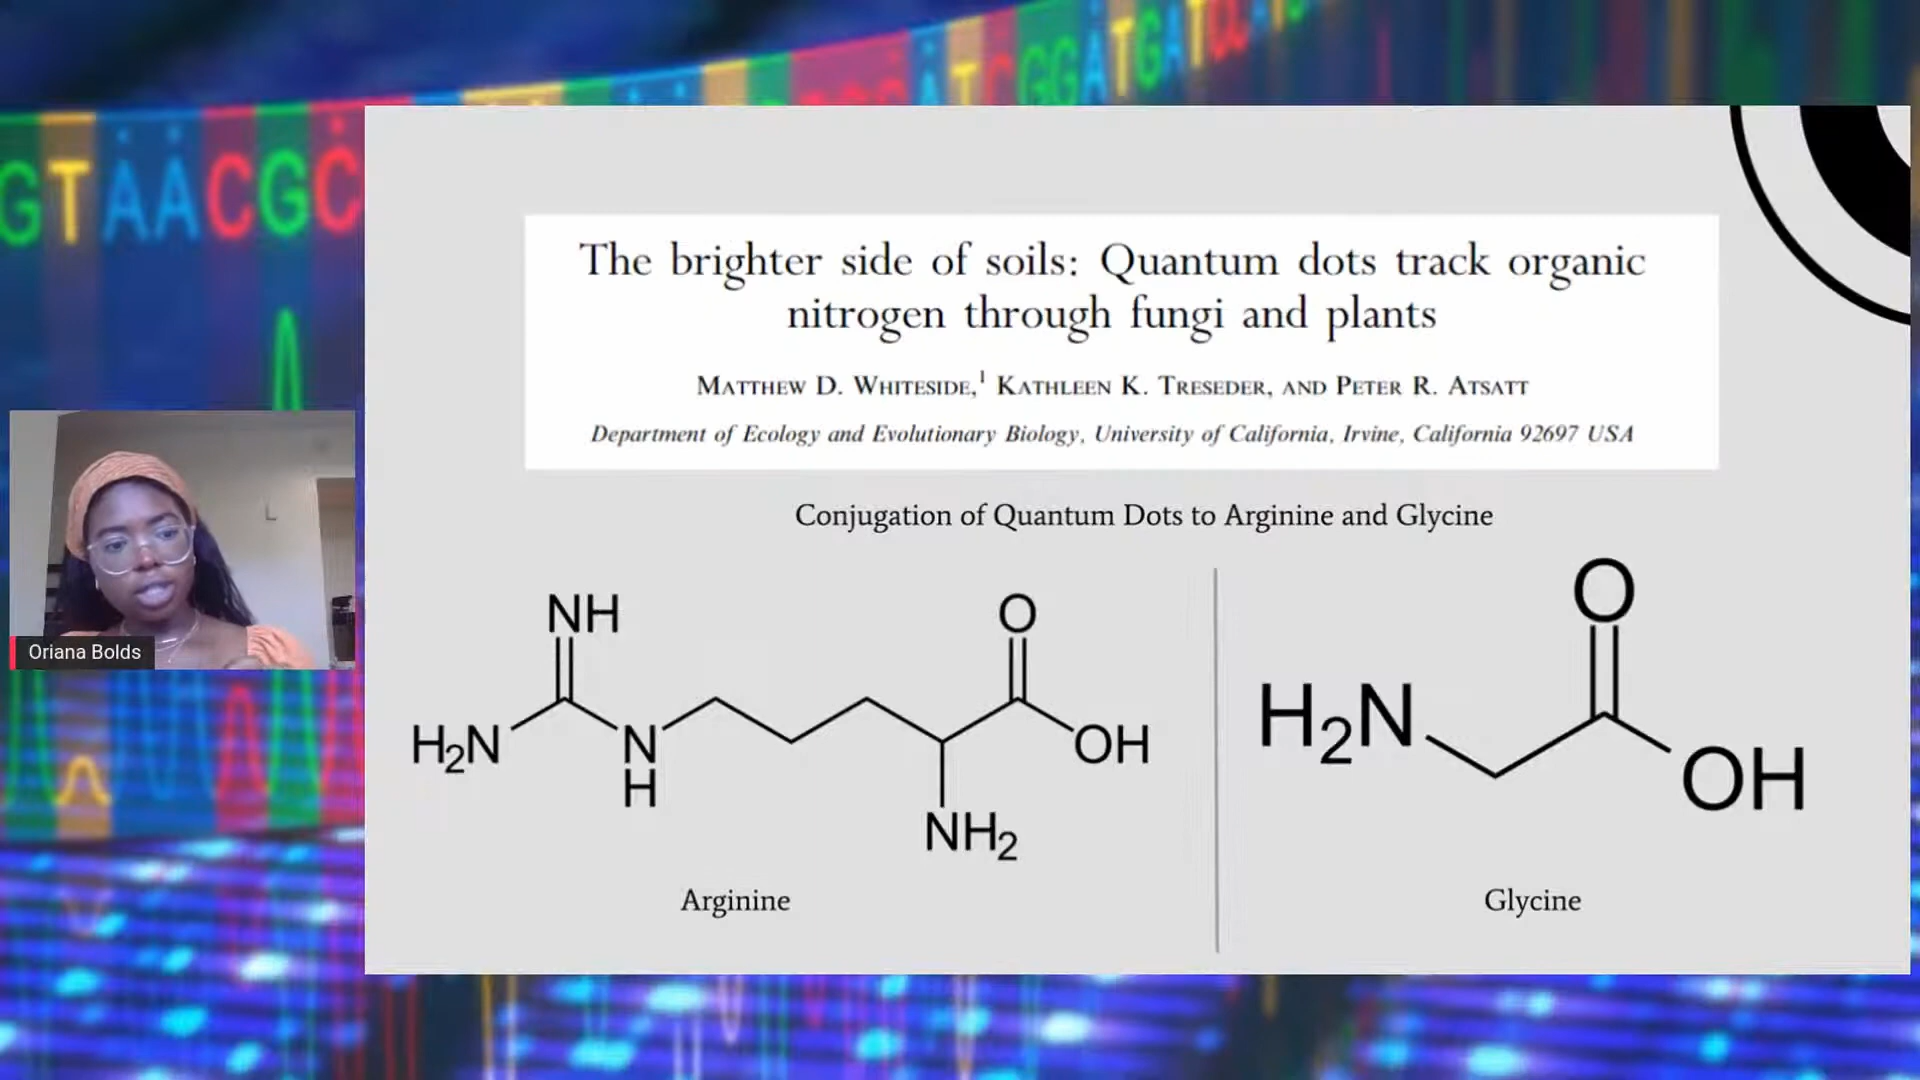 GTAACGC
ATCGGATGAT
The brighter side of soils: Quantum dots track organic
nitrogen through fungi and plants
MATTHEW D. WHITESIDE,1 KATHLEEN K. TRESEDER, AND PETER R. ATSATT
Department of Ecology and Evolutionary Biology, University of California, Irvine, California 92697 USA
Conjugation of Quantum Dots to Arginine and Glycine
NH
O
H2N
N
H
OH
NH2
Arginine
O
H2N
OH
Glycine
Oriana Bolds